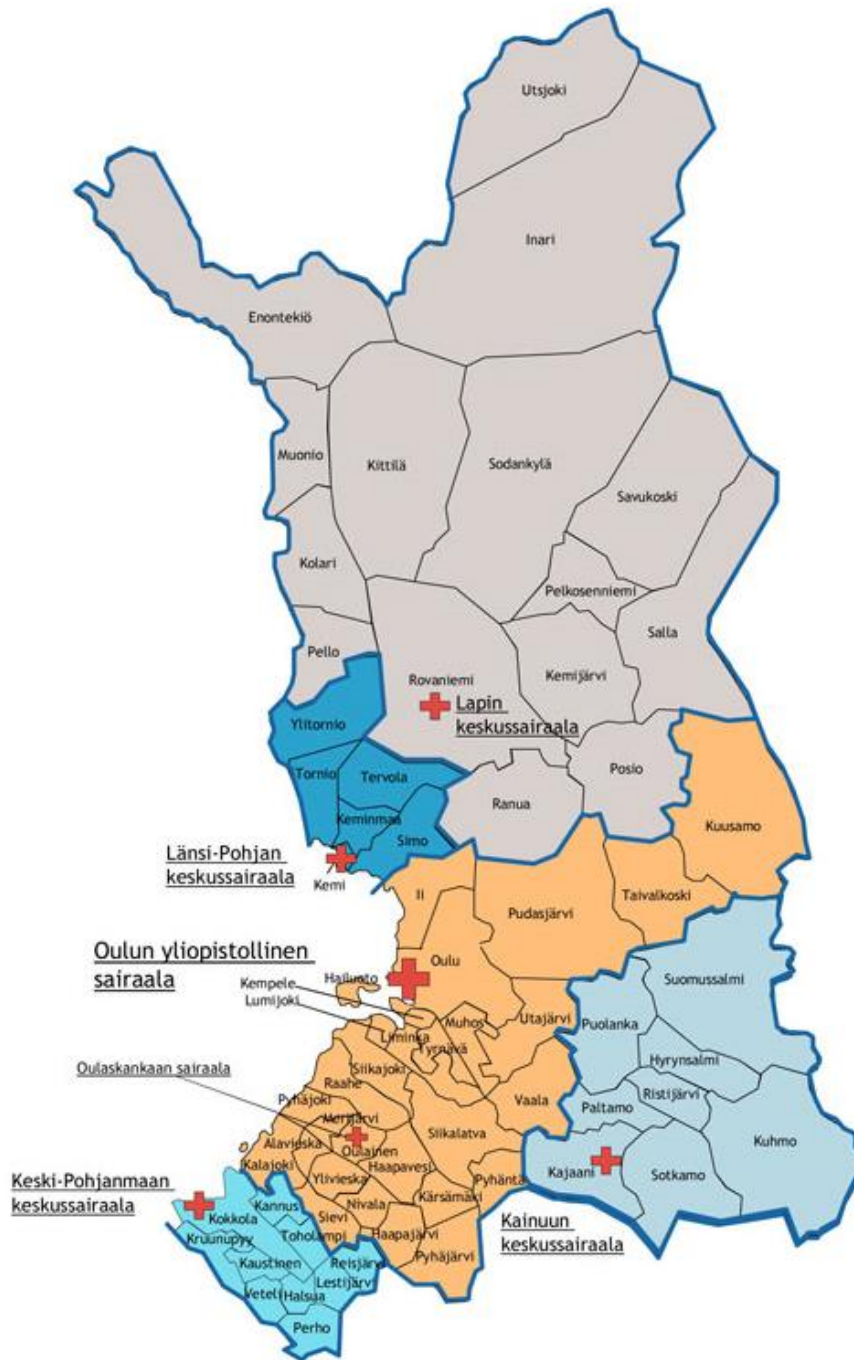 Utsjoki
Inari
Enontekiö
Muonio
Kittilä
Sodankylä
Savukoski
Kolari
Pelkosenniemi
Salla
Pello
Kemijärvi
Rovaniemi
Lapin
keskussairaala
Ylitornio
Tornio
Tervola
Posio
Ranua
Keminmaa
Simo
Kuusamo
Länsi-Pohjan
keskussairaala
Kemi
Ii
Pudasjärvi
Taivalkoski
Oulun yliopistollinen
sairaala
Oulu
Hailuoto
Kempele
Lumijoki
Suomussalmi
Muhos
Utajärvi
Puolanka
Liminka
Tyrnävä
Hyrynsalmi
Siikajoki
Oulaskankaan sairaala
Raahe
Vaala
Ristijärvi
Pyhäjoki
Paltamo
Merijärvi
Siikalatva
Alavieska
Oulainen
Kuhmo
Kalajoki
Haapavesi
Kajaani
Sotkamo
Ylivieska
Pyhäntä
Keski-Pohjanmaan
keskussairaala
Kärsämäki
Kannus
Nivala
Kokkola
Sievi
Kainuun
keskussairaala
Kruunupyy
Toholampi
Haapajärvi
Pyhäjärvi
Kaustinen
Reisjärvi
Lestijärvi
Veteli
Halsua
Perho